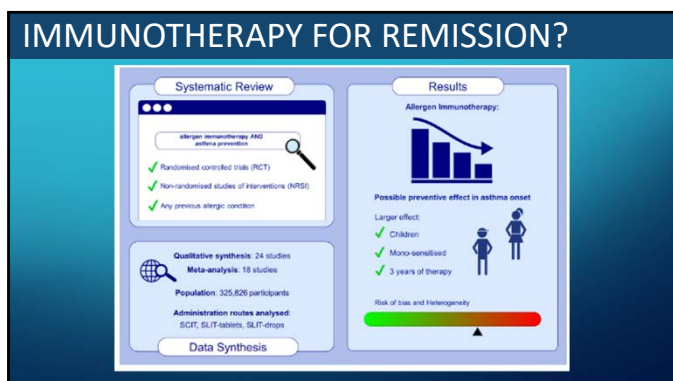 IMMUNOTHERAPY FOR REMISSION?
Systematic Review
allergen immunotherapy AND
asthma prevention
Randomised controlled trials (RCT)
Non-randomised studies of interventions (NRSI)
Any previous allergic condition
Qualitative synthesis: 24 studies
Meta-analysis: 18 studies
Population: 325,826 participants
Administration routes analysed:
SCIT, SLIT-tablets, SLIT-drops
Data Synthesis
Results
Allergen Immunotherapy:
Possible preventive effect in asthma onset
Larger effect:
Children
Mono-sensitised
3 years of therapy
Risk of bias and Heterogeneity